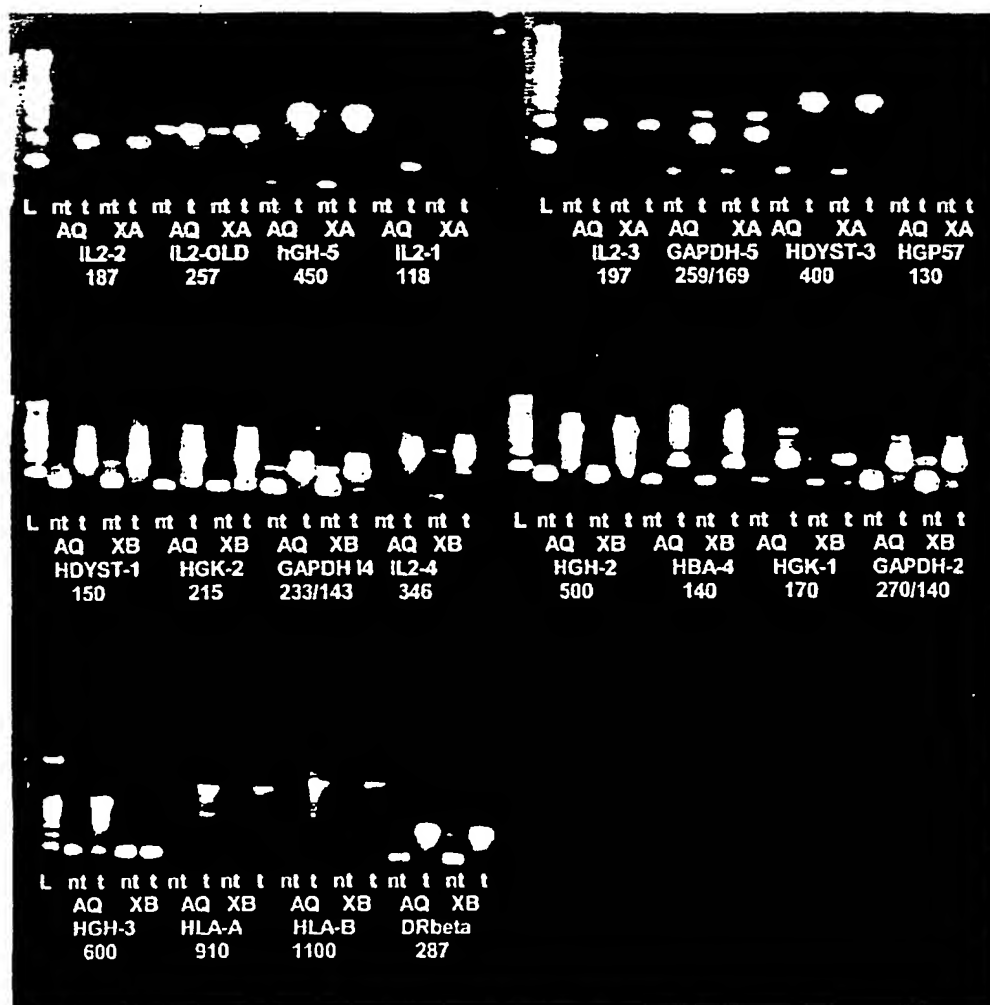 L nt t nt t nt t nt t nt t nt t nt t nt t
AQ XA AQ XA AQ XA AQ XA
IL2-2 IL2-OLD hGH-5 IL2-1
187 257 450 118
L nt t nt t nt t nt t nt t nt t nt t nt t
AQ XA AQ XA AQ XA AQ XA
IL2-3 GAPDH-5 HDYST-3 HGP57
197 259/169 400 130
L nt t nt t nt t nt t nt t nt t nt t nt t
AQ XB AQ XB AQ XB AQ XB
HDYST-1 HGK-2 GAPDH 14 IL2-4
150 215 233/143 346
L nt t nt t nt t nt t nt t nt t nt t nt t
AQ XB AQ XB AQ XB AQ XB
HGH-2 HBA-4 HGK-1 GAPDH-2
500 140 170 270/140
L nt t nt t nt t nt t nt t nt t nt t nt t
AQ XB AQ XB AQ XB AQ XB
HGH-3 HLA-A HLA-B DRbeta
600 910 1100 287